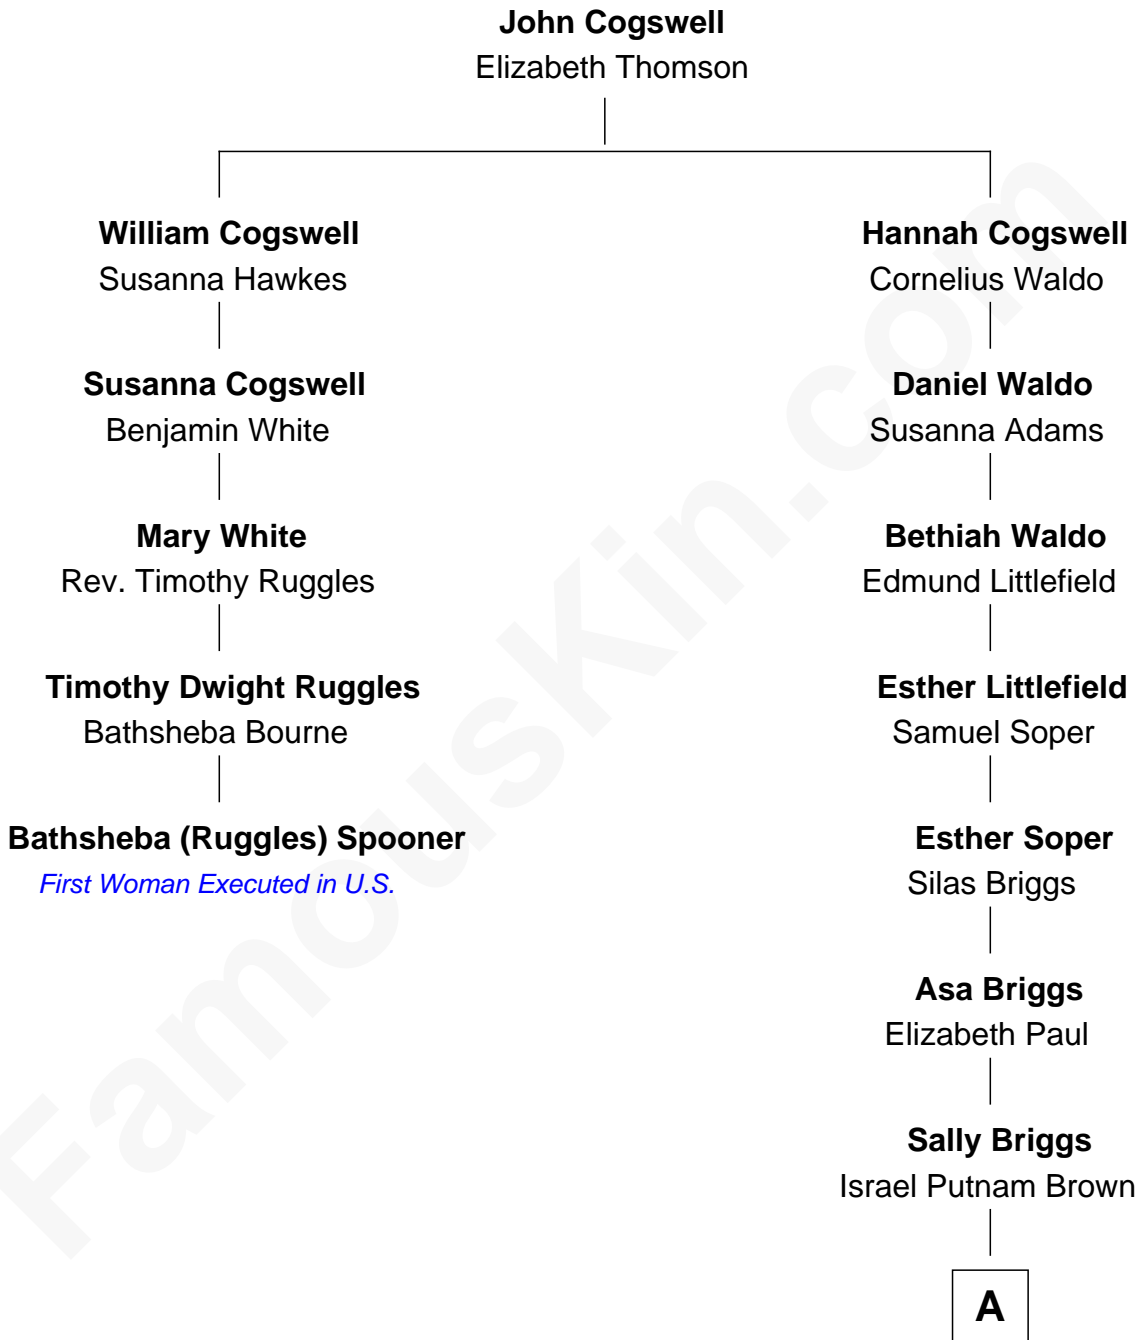 John Cogswell
Elizabeth Thomson
William Cogswell
Susanna Hawkes
Hannah Cogswell
Cornelius Waldo
Susanna Cogswell
Benjamin White
Daniel Waldo
Susanna Adams
Mary White
Rev. Timothy Ruggles
Bethiah Waldo
Edmund Littlefield
Timothy Dwight Ruggles
Bathsheba Bourne
Esther Littlefield
Samuel Soper
Bathsheba (Ruggles) Spooner
First Woman Executed in U.S.
Esther Soper
Silas Briggs
Asa Briggs
Elizabeth Paul
Sally Briggs
Israel Putnam Brown
A
FamousKin.com